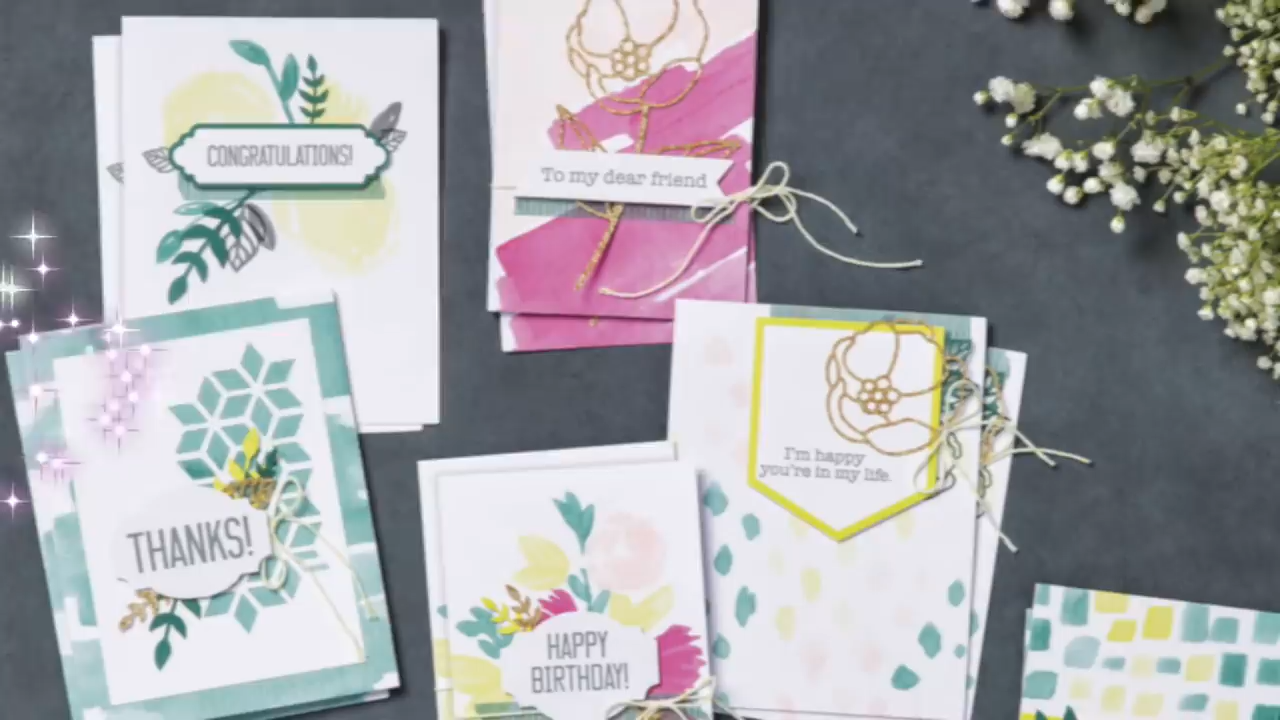 CONGRATULATIONS!
To my dear friend
I'm happy
you're in my life.
THANKS!
HAPPY
BIRTHDAY!